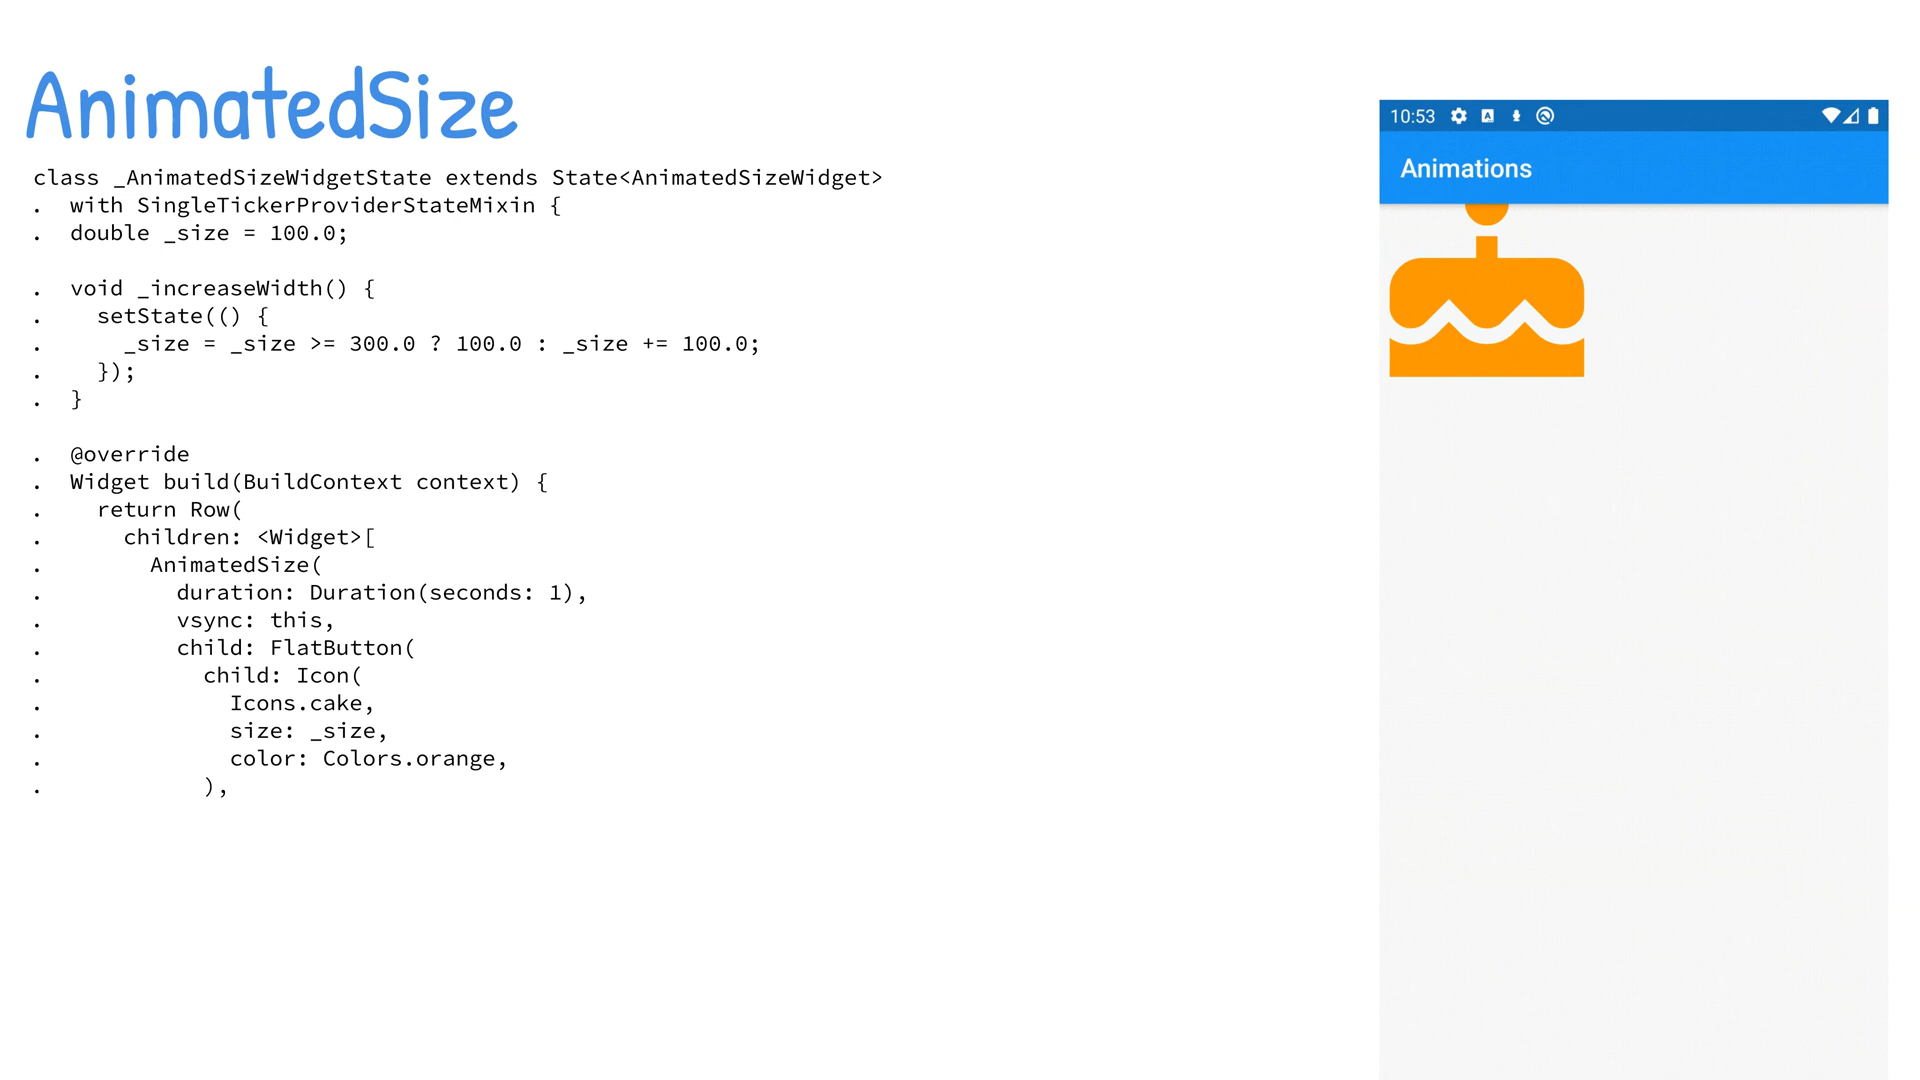 AnimatedSize
class _AnimatedSizeWidgetState extends State<AnimatedSizeWidget>
.  with SingleTickerProviderStateMixin {
.  double _size = 100.0;
.  void _increaseWidth() {
.    setState(() {
.      _size = _size >= 300.0 ? 100.0 : _size += 100.0;
.    });
.  }
.  @override
.  Widget build(BuildContext context) {
.    return Row(
.      children: <Widget>[
.        AnimatedSize(
.          duration: Duration(seconds: 1),
.          vsync: this,
.          child: FlatButton(
.            child: Icon(
.              Icons.cake,
.              size: _size,
.              color: Colors.orange,
.            ),
10:53
Animations